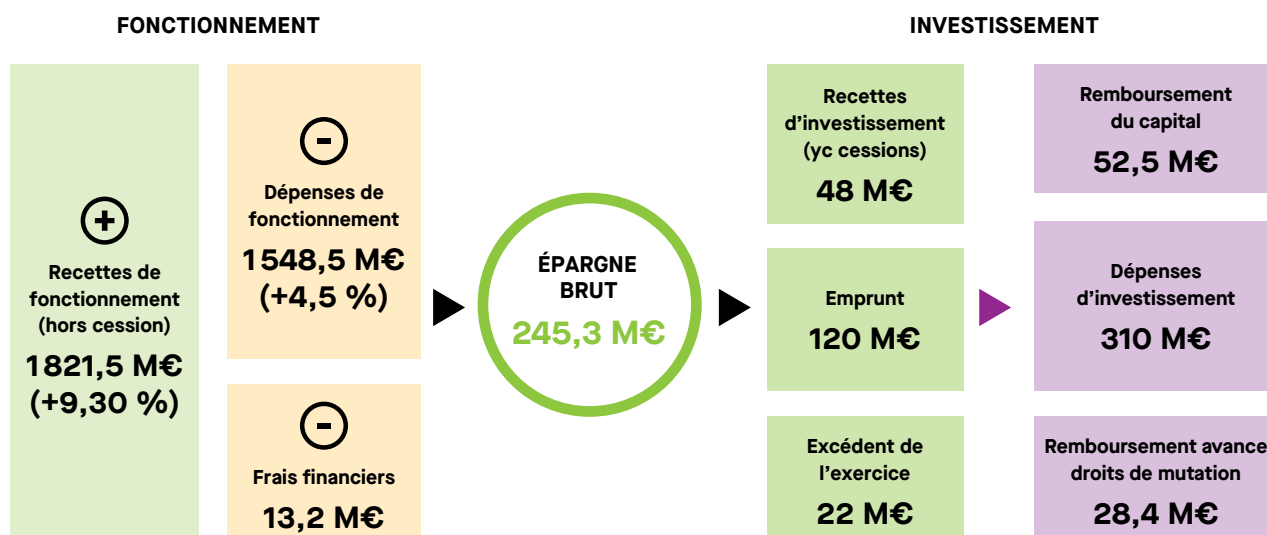 FONCTIONNEMENT
+
Recettes de
fonctionnement
(hors cession)
1821,5 M€
(+9,30 %)
-
Dépenses de
fonctionnement
1548,5 M€
(+4,5 %)
-
Frais financiers
13,2 M€
ÉPARGNE
BRUT
245,3 M€
INVESTISSEMENT
Recettes
d'investissement
(yc cessions)
48 M€
Emprunt
120 M€
Excédent de
l'exercice
22 M€
Remboursement
du capital
52,5 M€
Dépenses
d'investissement
310 M€
Remboursement avance
droits de mutation
28,4 M€